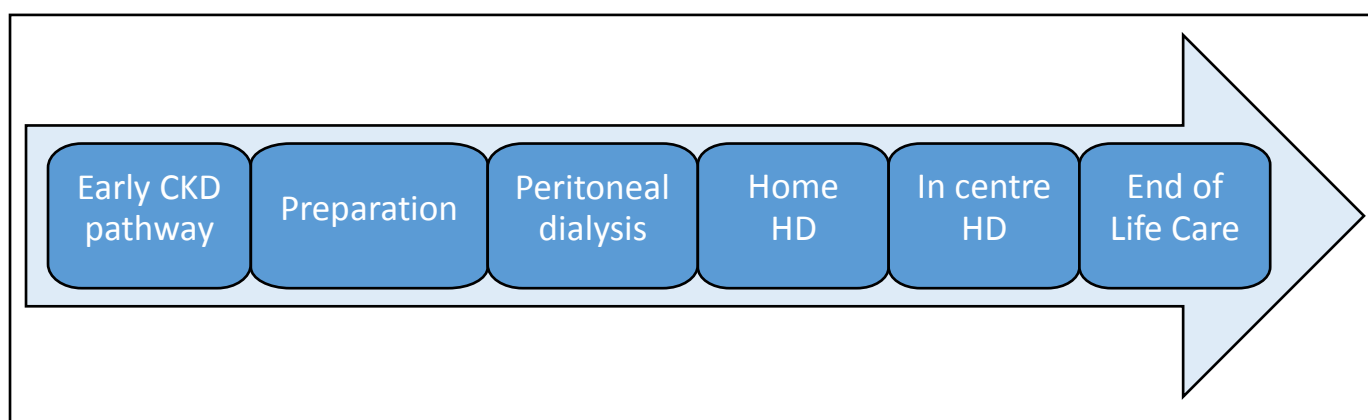 Early CKD
pathway
Preparation
Peritoneal
dialysis
Home
HD
In centre
HD
End of
Life Care